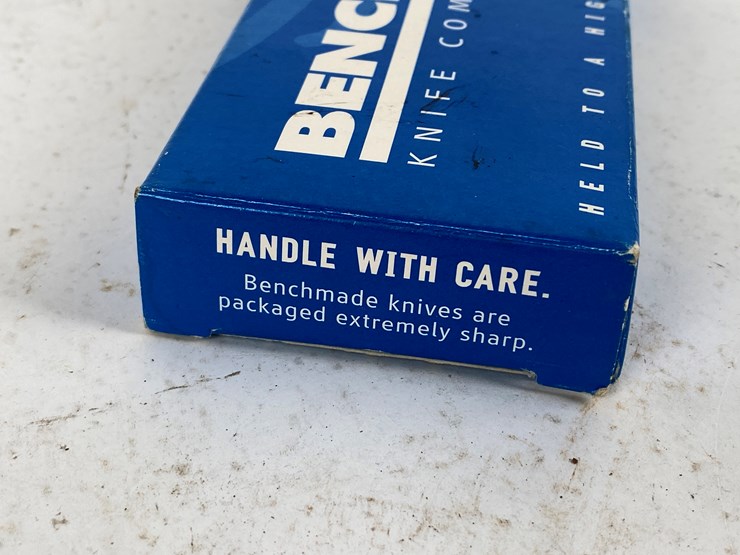 BENC
KNIFE COM
HELD TO A HIG
HANDLE WITH CARE.
Benchmade knives are
packaged extremely sharp.